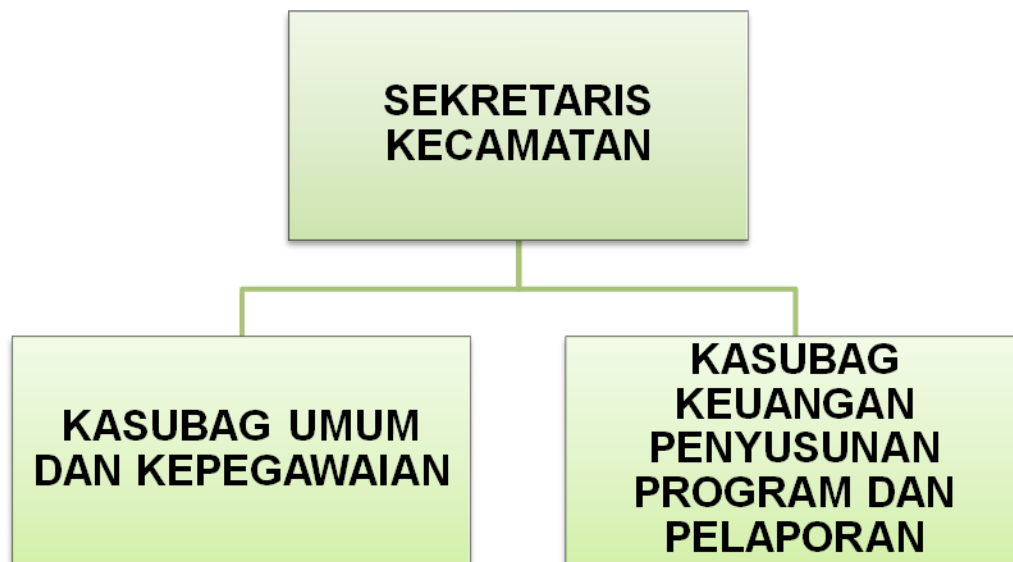 SEKRETARIS
KECAMATAN
KASUBAG UMUM
DAN KEPEGAWAIAN
KASUBAG
KEUANGAN
PENYUSUNAN
PROGRAM DAN
PELAPORAN